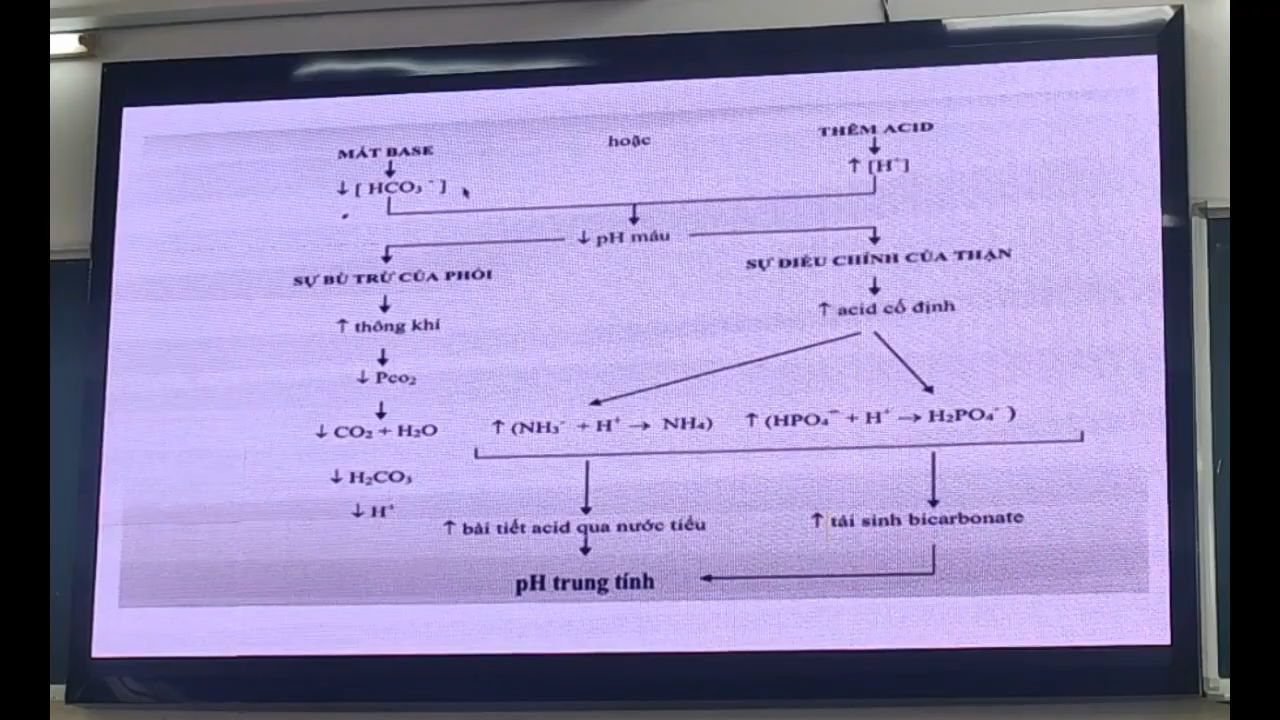 MẤT BASE
hoặc
THÊM ACID
↓ [ HCO₃⁻ ]
↑ [H⁺]
↓ pH máu
SỰ BÙ TRỪ CỦA PHỔI
SỰ ĐIỀU CHỈNH CỦA THẬN
↑ thông khí
↑ acid cố định
↓ Pco₂
↓ CO₂ + H₂O
↑ (NH₃⁻ + H⁺ → NH₄)
↑ (HPO₄⁻⁻ + H⁺ → H₂PO₄⁻ )
↓ H₂CO₃
↓ H⁺
↑ bài tiết acid qua nước tiểu
↑ tái sinh bicarbonate
pH trung tính